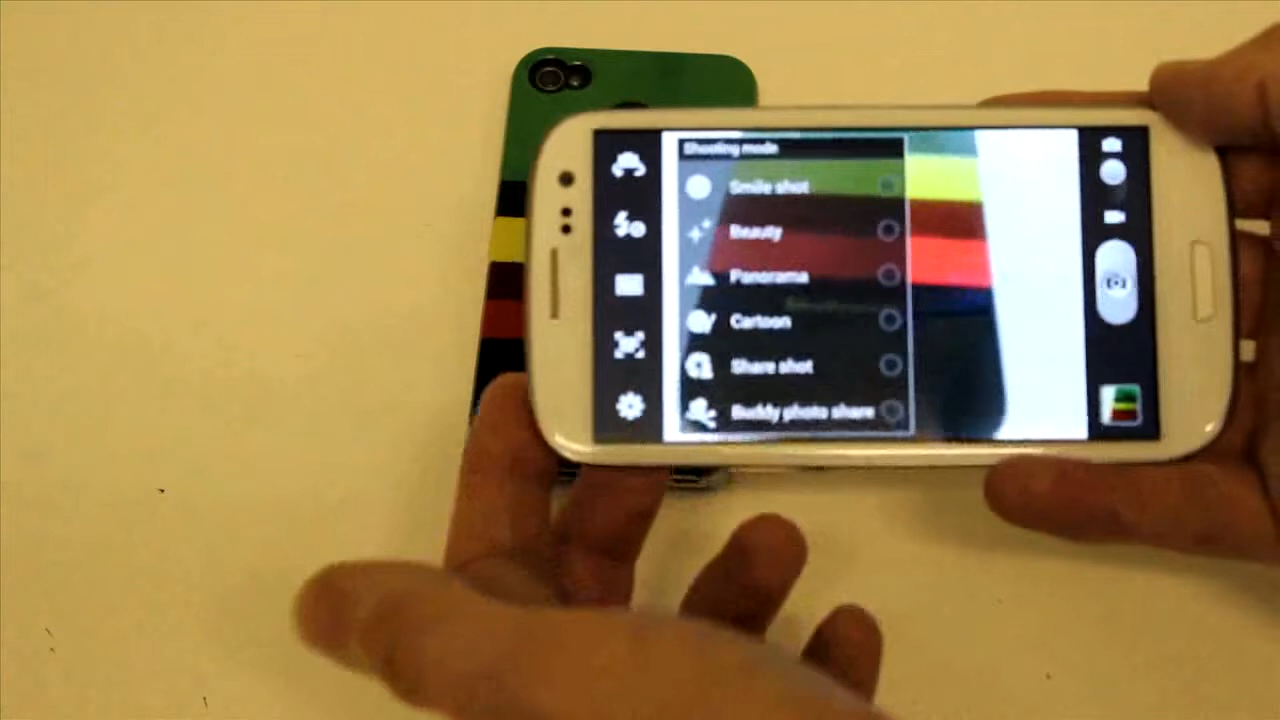 Shooting mode
Smile shot
Beauty
Panorama
Cartoon
Share shot
Buddy photo share